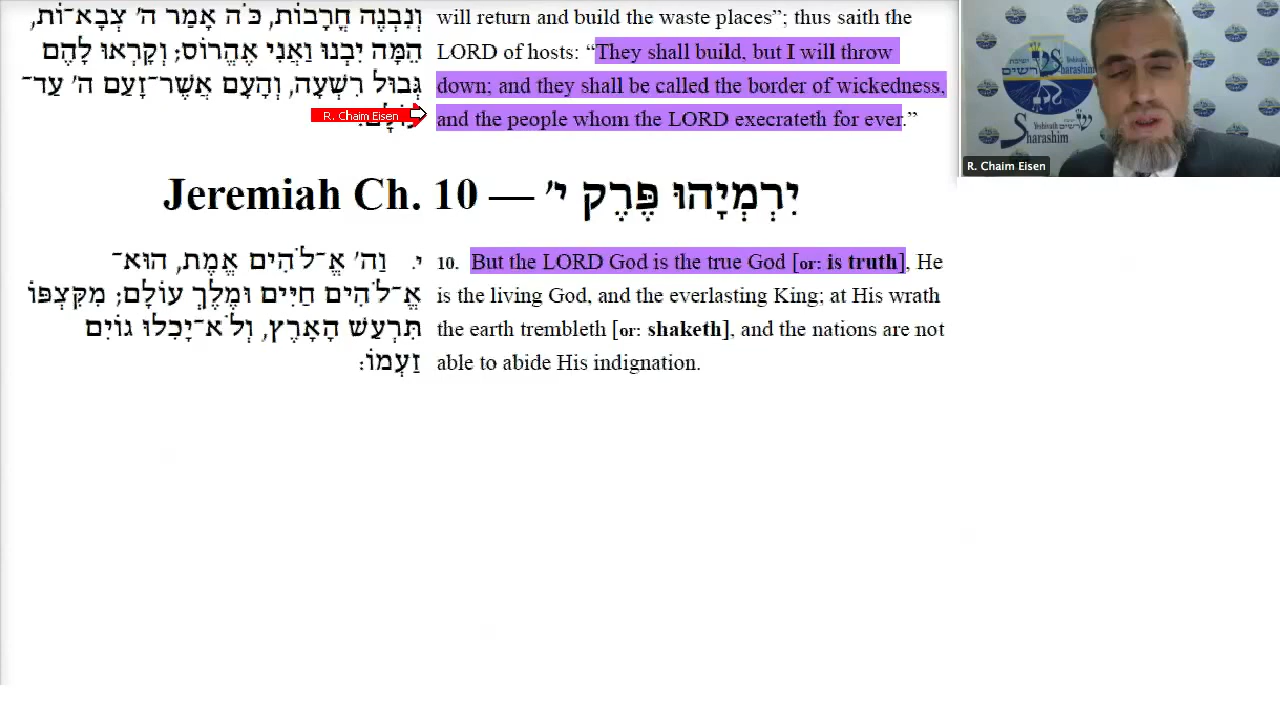 וְנִבְנֶה חֳרָבוֹת, כֹּה אָמַר ה' צְבָא־וֹת,
הֵמָּה יִבְנוּ וַאֲנִי אֶהֱרוֹס; וְקָרְאוּ לָהֶם
גְּבוּל רִשְׁעָה, וְהָעָם אֲשֶׁר־זָעַם ה' עַד־
will return and build the waste places”; thus saith the
LORD of hosts: “They shall build, but I will throw
down; and they shall be called the border of wickedness,
and the people whom the LORD execrateth for ever.”
R. Chaim Eisen
Jeremiah Ch. 10 — יִרְמְיָהוּ פֶּרֶק י'
י. וַה' אֱ־לֹהִים אֱמֶת, הוּא־
אֱ־לֹהִים חַיִּים וּמֶלֶךְ עוֹלָם; מִקִּצְפּוֹ
תִּרְעַשׁ הָאָרֶץ, וְלֹא־יָכִלוּ גוֹיִם
זַעְמוֹ:
10. But the LORD God is the true God [or: is truth], He
is the living God, and the everlasting King; at His wrath
the earth trembleth [or: shaketh], and the nations are not
able to abide His indignation.
Yeshivath
Sharashim
R. Chaim Eisen